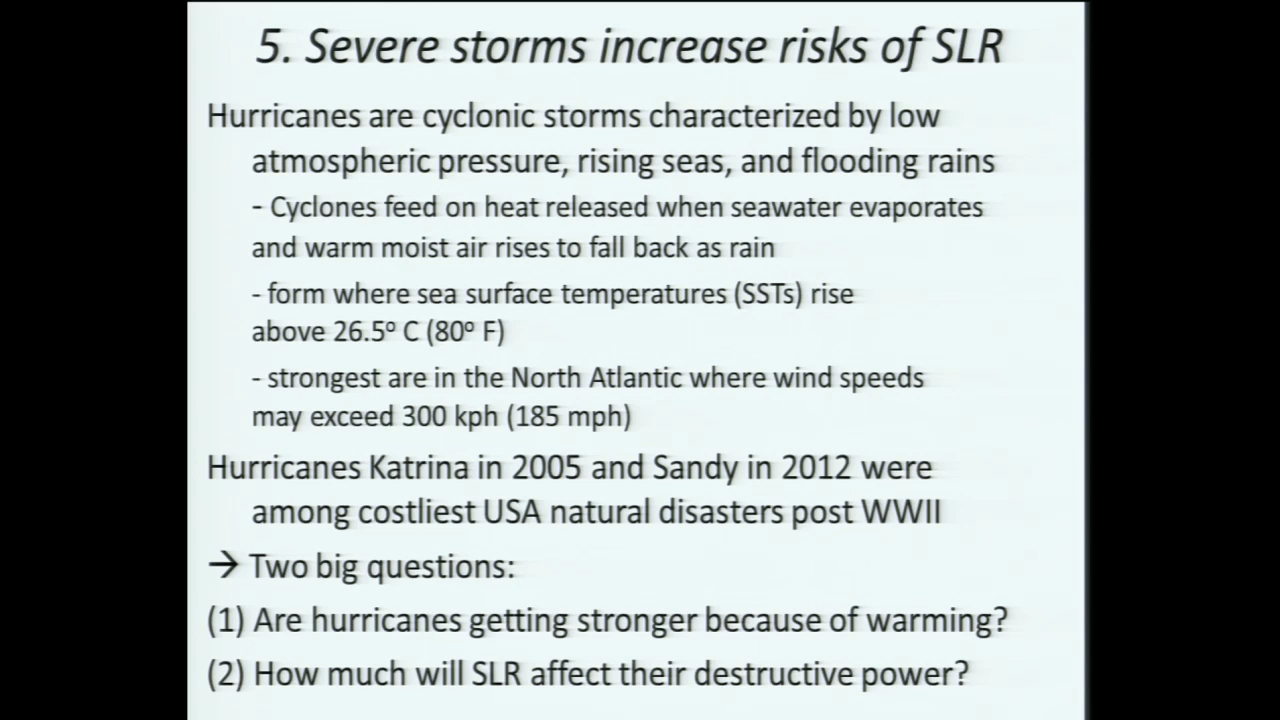 5. Severe storms increase risks of SLR
Hurricanes are cyclonic storms characterized by low
atmospheric pressure, rising seas, and flooding rains
- Cyclones feed on heat released when seawater evaporates
and warm moist air rises to fall back as rain
- form where sea surface temperatures (SSTs) rise
above 26.5º C (80º F)
- strongest are in the North Atlantic where wind speeds
may exceed 300 kph (185 mph)
Hurricanes Katrina in 2005 and Sandy in 2012 were
among costliest USA natural disasters post WWII
→ Two big questions:
(1) Are hurricanes getting stronger because of warming?
(2) How much will SLR affect their destructive power?